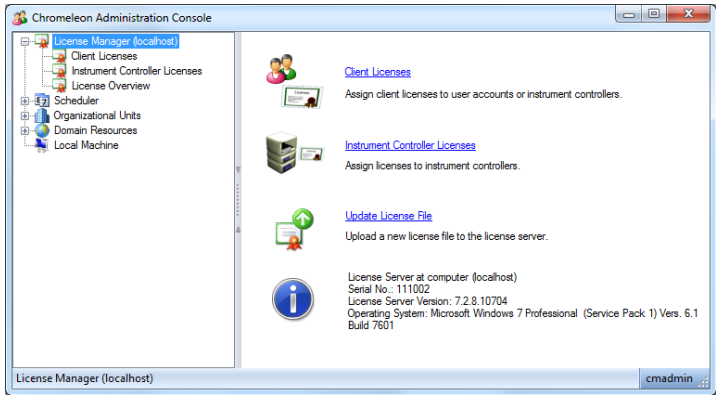 Chromeleon Administration Console
License Manager (localhost)
Client Licenses
Instrument Controller Licenses
License Overview
Scheduler
Organizational Units
Domain Resources
Local Machine
Client Licenses
Assign client licenses to user accounts or instrument controllers.
Instrument Controller Licenses
Assign licenses to instrument controllers.
Update License File
Upload a new license file to the license server.
License Server at computer (localhost)
Serial No.: 111002
License Server Version: 7.2.8.10704
Operating System: Microsoft Windows 7 Professional (Service Pack 1) Vers. 6.1
Build 7601
License Manager (localhost)
cmadmin